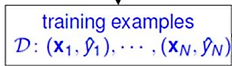 training examples
𝒟: (𝐱₁, ŷ₁), ⋯ , (𝐱_N, ŷ_N)